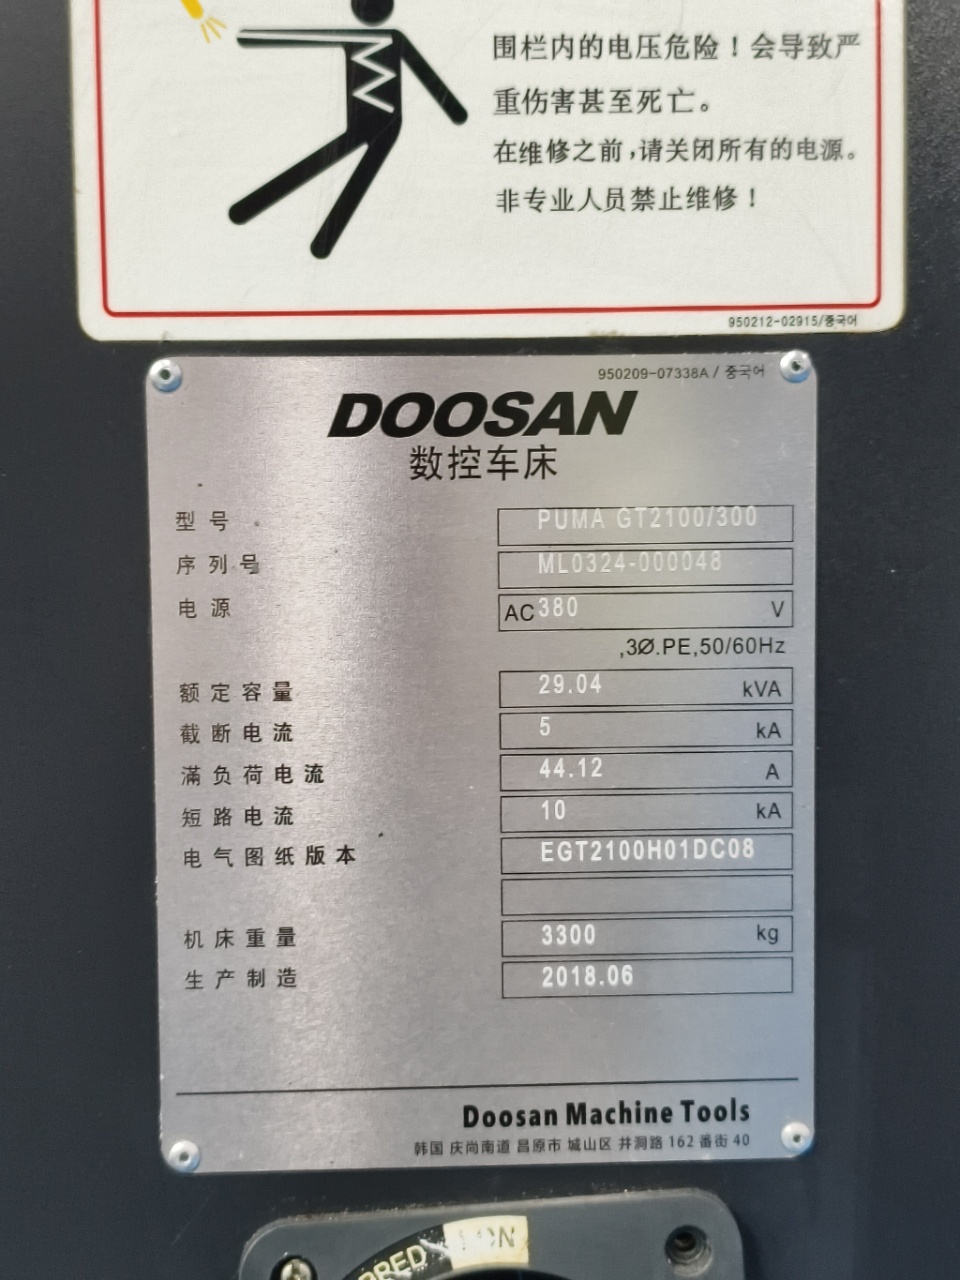 围栏内的电压危险！会导致严
重伤害甚至死亡。
在维修之前，请关闭所有的电源。
非专业人员禁止维修！
950212-02915/중국어
950209-07338A / 중국어
DOOSAN
数控车床
型号 PUMA GT2100/300
序列号 ML0324-000048
电源 AC 380 V
,3Ø.PE,50/60Hz
额定容量 29.04 kVA
截断电流 5 kA
滿负荷电流 44.12 A
短路电流 10 kA
电气图纸版本 EGT2100H01DC08
机床重量 3300 kg
生产制造 2018.06
Doosan Machine Tools
韩国 庆尚南道 昌原市 城山区 井洞路 162 番街 40
ON